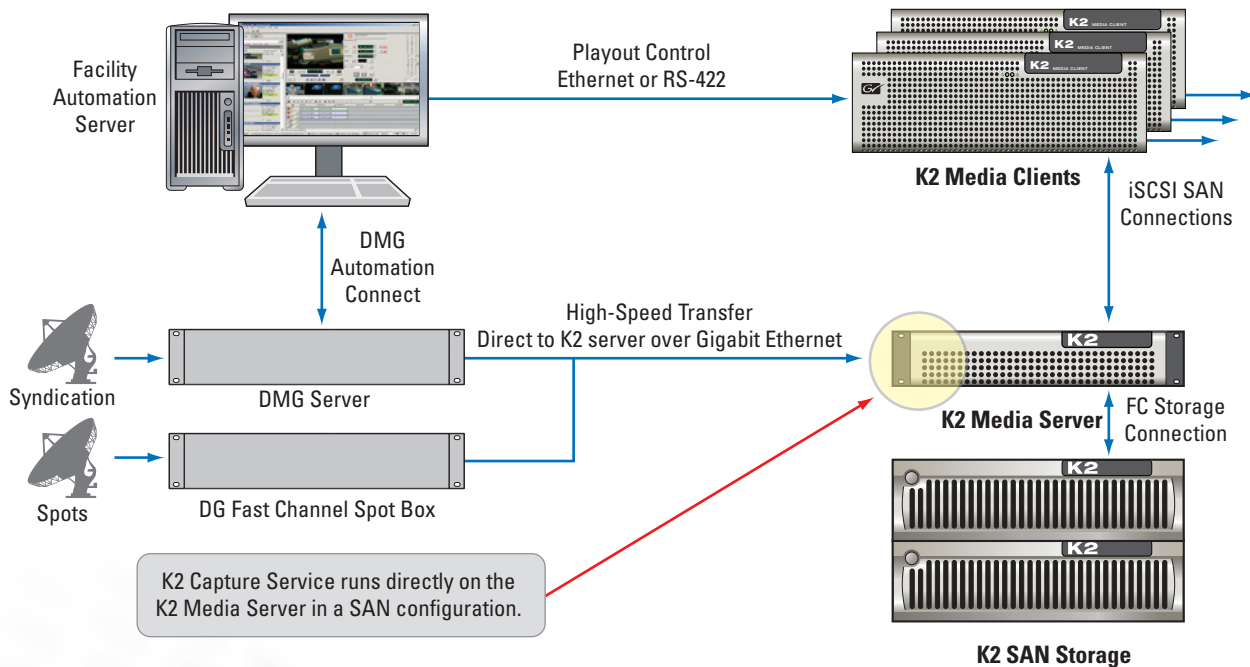 Facility
Automation
Server
Playout Control
Ethernet or RS-422
K2 MEDIA CLIENT
K2 MEDIA CLIENT
K2 MEDIA CLIENT
K2 Media Clients
iSCSI SAN
Connections
DMG
Automation
Connect
High-Speed Transfer
Direct to K2 server over Gigabit Ethernet
Syndication
DMG Server
K2
K2 Media Server
FC Storage
Connection
Spots
DG Fast Channel Spot Box
K2
K2
K2 Capture Service runs directly on the
K2 Media Server in a SAN configuration.
K2 SAN Storage